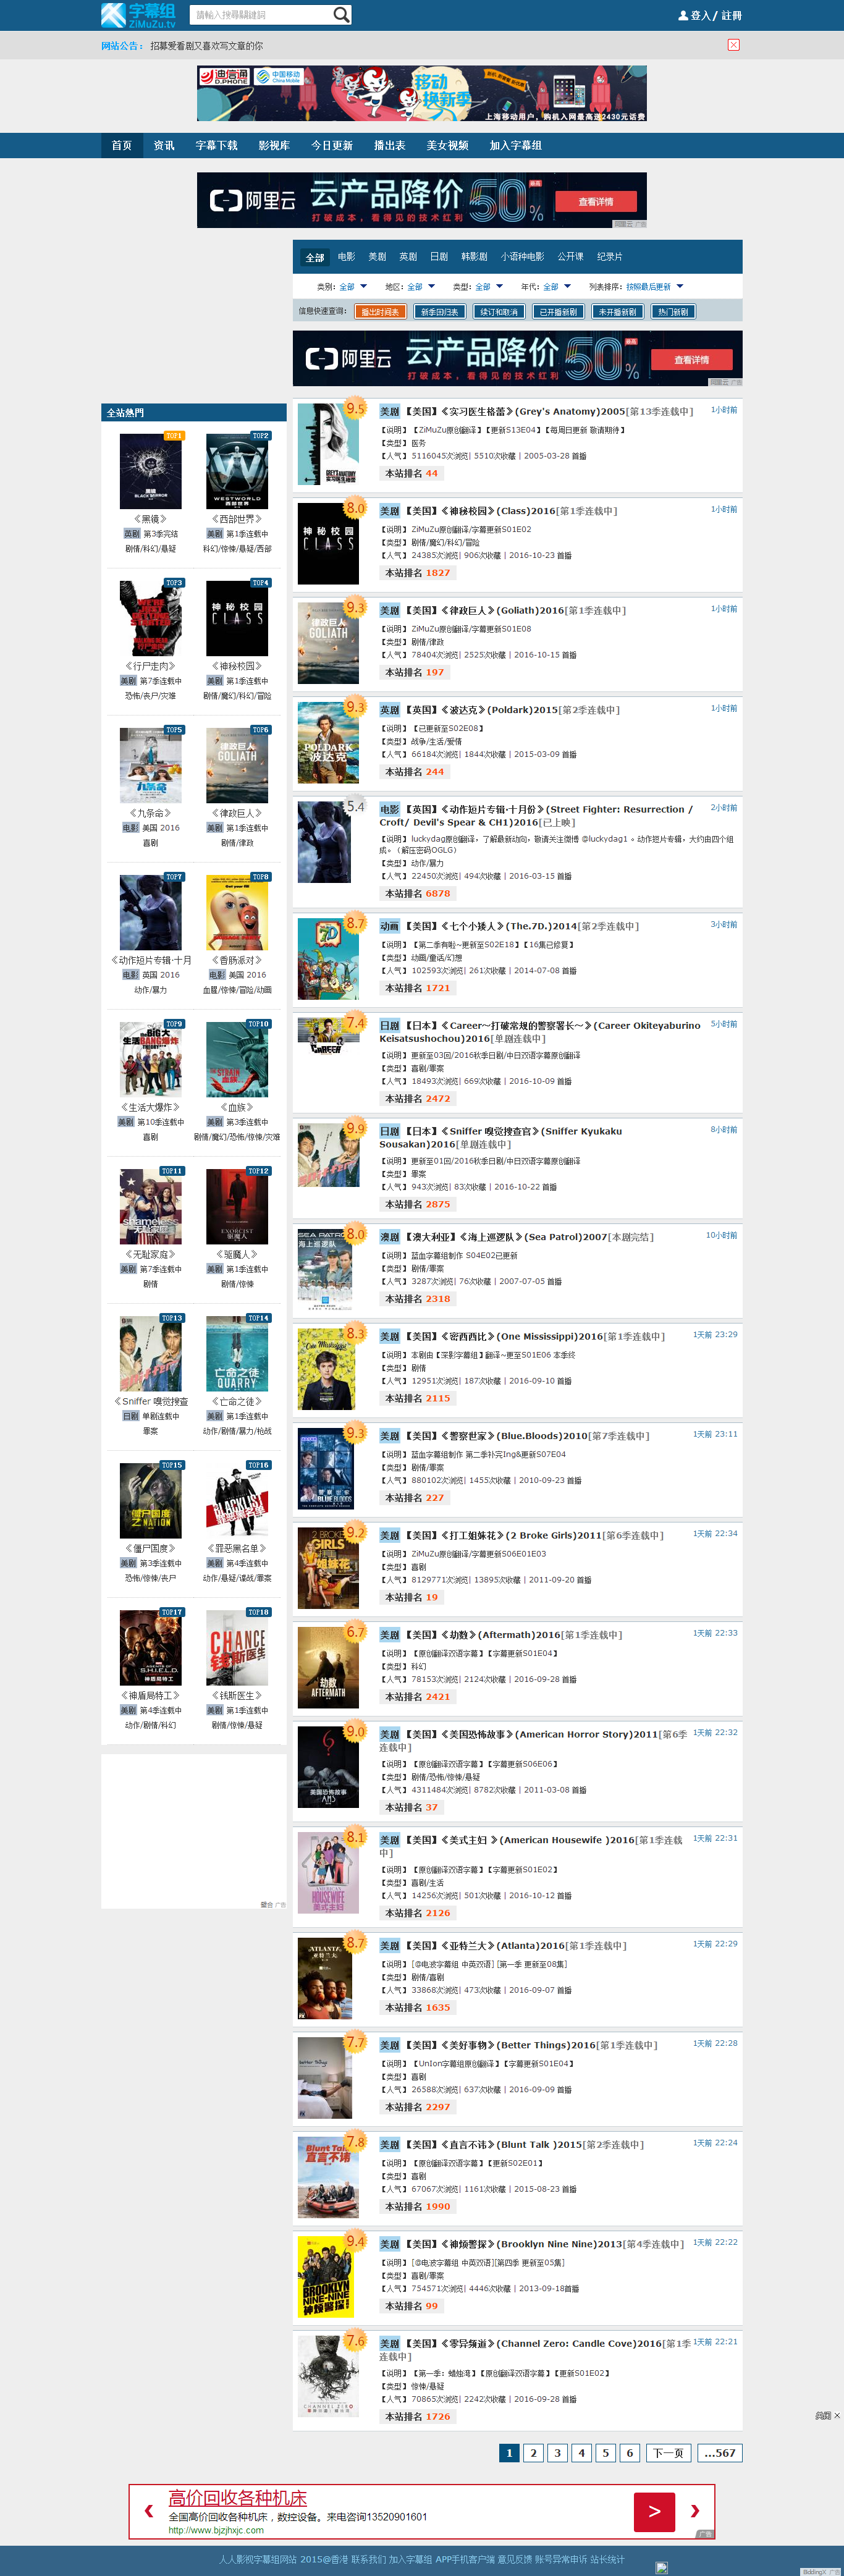 字幕组
ZiMuZu.tv
請輸入搜尋關鍵詞
登入/ 註冊
网站公告：
招募爱看剧又喜欢写文章的你
迪信通
中国移动
移动换新季
上海移动用户，购机入网最高送2430元话费
首页 资讯 字幕下载 影视库 今日更新 播出表 美女视频 加入字幕组
阿里云
云产品降价50%
打破成本，看得见的技术红利
查看详情
全部 电影 美剧 英剧 日剧 韩影剧 小语种电影 公开课 纪录片
类别：全部 地区：全部 类型：全部 年代：全部 列表排序：按照最后更新
信息快速查询： 播出时间表 新季回归表 续订和取消 已开播新剧 未开播新剧 热门新剧
阿里云
云产品降价50%
打破成本，看得见的技术红利
查看详情
全站熱門
TOP1 TOP2
《黑镜》 《西部世界》
英剧 第3季完结 美剧 第1季连载中
剧情/科幻/悬疑 科幻/惊悚/悬疑/西部
TOP3 TOP4
《行尸走肉》 《神秘校园》
美剧 第7季连载中 美剧 第1季连载中
恐怖/丧尸/灾难 剧情/魔幻/科幻/冒险
TOP5 TOP6
《九条命》 《律政巨人》
电影 美国 2016 美剧 第1季连载中
喜剧 剧情/律政
TOP7 TOP8
《动作短片专辑·十月 《香肠派对》
电影 英国 2016 电影 美国 2016
动作/暴力 血腥/惊悚/冒险/动画
TOP9 TOP10
《生活大爆炸》 《血族》
美剧 第10季连载中 美剧 第3季连载中
喜剧 剧情/魔幻/恐怖/惊悚/灾难
TOP11 TOP12
《无耻家庭》 《驱魔人》
美剧 第7季连载中 美剧 第1季连载中
剧情 剧情/惊悚
TOP13 TOP14
《Sniffer 嗅觉搜查 《亡命之徒》
日剧 单剧连载中 美剧 第1季连载中
罪案 动作/剧情/暴力/枪战
TOP15 TOP16
《僵尸国度》 《罪恶黑名单》
美剧 第3季连载中 美剧 第4季连载中
恐怖/惊悚/丧尸 动作/悬疑/谍战/罪案
TOP17 TOP18
《神盾局特工》 《钱斯医生》
美剧 第4季连载中 美剧 第1季连载中
动作/剧情/科幻 剧情/惊悚/悬疑
9.5
美剧【美国】《实习医生格蕾》(Grey's Anatomy)2005[第13季连载中] 1小时前
【说明】【ZiMuZu原创翻译】【更新S13E04】【每周日更新 敬请期待】
【类型】医务
【人气】5116045次浏览| 5510次收藏 | 2005-03-28 首播
本站排名 44
8.0
美剧【美国】《神秘校园》(Class)2016[第1季连载中] 1小时前
【说明】ZiMuZu原创翻译/字幕更新S01E02
【类型】剧情/魔幻/科幻/冒险
【人气】24385次浏览| 906次收藏 | 2016-10-23 首播
本站排名 1827
9.3
美剧【美国】《律政巨人》(Goliath)2016[第1季连载中] 1小时前
【说明】ZiMuZu原创翻译/字幕更新S01E08
【类型】剧情/律政
【人气】78404次浏览| 2525次收藏 | 2016-10-15 首播
本站排名 197
9.3
英剧【英国】《波达克》(Poldark)2015[第2季连载中] 1小时前
【说明】【已更新至S02E08】
【类型】战争/生活/爱情
【人气】66184次浏览| 1844次收藏 | 2015-03-09 首播
本站排名 244
5.4
电影【英国】《动作短片专辑·十月份》(Street Fighter: Resurrection / 2小时前
Croft/ Devil's Spear & CH1)2016[已上映]
【说明】luckydag原创翻译，了解最新动向，敬请关注微博 @luckydag1 。动作短片专辑，大约由四个组
成。（解压密码OGLG）
【类型】动作/暴力
【人气】22450次浏览| 494次收藏 | 2016-03-15 首播
本站排名 6878
8.7
动画【美国】《七个小矮人》(The.7D.)2014[第2季连载中] 3小时前
【说明】【第二季有啦~更新至S02E18】【16集已修复】
【类型】动画/童话/幻想
【人气】102593次浏览| 261次收藏 | 2014-07-08 首播
本站排名 1721
7.4
日剧【日本】《Career～打破常规的警察署长～》(Career Okiteyaburino 5小时前
Keisatsushochou)2016[单剧连载中]
【说明】更新至03回/2016秋季日剧/中日双语字幕原创翻译
【类型】喜剧/罪案
【人气】18493次浏览| 669次收藏 | 2016-10-09 首播
本站排名 2472
9.9
日剧【日本】《Sniffer 嗅觉搜查官》(Sniffer Kyukaku 8小时前
Sousakan)2016[单剧连载中]
【说明】更新至01回/2016秋季日剧/中日双语字幕原创翻译
【类型】罪案
【人气】943次浏览| 83次收藏 | 2016-10-22 首播
本站排名 2875
8.0
澳剧【澳大利亚】《海上巡逻队》(Sea Patrol)2007[本剧完结] 10小时前
【说明】蓝血字幕组制作 S04E02已更新
【类型】剧情/罪案
【人气】3287次浏览| 76次收藏 | 2007-07-05 首播
本站排名 2318
8.3
美剧【美国】《密西西比》(One Mississippi)2016[第1季连载中] 1天前 23:29
【说明】本剧由【深影字幕组】翻译~更至S01E06 本季终
【类型】剧情
【人气】12951次浏览| 187次收藏 | 2016-09-10 首播
本站排名 2115
9.3
美剧【美国】《警察世家》(Blue.Bloods)2010[第7季连载中] 1天前 23:11
【说明】蓝血字幕组制作 第二季补完Ing&更新S07E04
【类型】剧情/罪案
【人气】880102次浏览| 1455次收藏 | 2010-09-23 首播
本站排名 227
9.2
美剧【美国】《打工姐妹花》(2 Broke Girls)2011[第6季连载中] 1天前 22:34
【说明】ZiMuZu原创翻译/字幕更新S06E01E03
【类型】喜剧
【人气】8129771次浏览| 13895次收藏 | 2011-09-20 首播
本站排名 19
6.7
美剧【美国】《劫数》(Aftermath)2016[第1季连载中] 1天前 22:33
【说明】【原创翻译双语字幕】【字幕更新S01E04】
【类型】科幻
【人气】78153次浏览| 2124次收藏 | 2016-09-28 首播
本站排名 2421
9.0
美剧【美国】《美国恐怖故事》(American Horror Story)2011[第6季 1天前 22:32
连载中]
【说明】【原创翻译双语字幕】【字幕更新S06E06】
【类型】剧情/恐怖/惊悚/悬疑
【人气】4311484次浏览| 8782次收藏 | 2011-03-08 首播
本站排名 37
8.1
美剧【美国】《美式主妇 》(American Housewife )2016[第1季连载 1天前 22:31
中]
【说明】【原创翻译双语字幕】【字幕更新S01E02】
【类型】喜剧/生活
【人气】14256次浏览| 501次收藏 | 2016-10-12 首播
本站排名 2126
8.7
美剧【美国】《亚特兰大》(Atlanta)2016[第1季连载中] 1天前 22:29
【说明】[@电波字幕组 中英双语] [第一季 更新至08集]
【类型】剧情/喜剧
【人气】33868次浏览| 473次收藏 | 2016-09-07 首播
本站排名 1635
7.7
美剧【美国】《美好事物》(Better Things)2016[第1季连载中] 1天前 22:28
【说明】【UnIon字幕组原创翻译】【字幕更新S01E04】
【类型】喜剧
【人气】26588次浏览| 637次收藏 | 2016-09-09 首播
本站排名 2297
7.8
美剧【美国】《直言不讳》(Blunt Talk )2015[第2季连载中] 1天前 22:24
【说明】【原创翻译双语字幕】【更新S02E01】
【类型】喜剧
【人气】67067次浏览| 1161次收藏 | 2015-08-23 首播
本站排名 1990
9.4
美剧【美国】《神烦警探》(Brooklyn Nine Nine)2013[第4季连载中] 1天前 22:22
【说明】[@电波字幕组 中英双语][第四季 更新至05集]
【类型】喜剧/罪案
【人气】754571次浏览| 4446次收藏 | 2013-09-18首播
本站排名 99
7.6
美剧【美国】《零异频道》(Channel Zero: Candle Cove)2016[第1季 1天前 22:21
连载中]
【说明】【第一季：蜡烛湾】【原创翻译双语字幕】【更新S01E02】
【类型】惊悚/悬疑
【人气】70865次浏览| 2242次收藏 | 2016-09-28 首播
本站排名 1726
关闭 ×
1 2 3 4 5 6 下一页 ...567
高价回收各种机床
全国高价回收各种机床，数控设备。来电咨询13520901601
http://www.bjzjhxjc.com
广告
人人影视字幕组网站 2015@香港 联系我们 加入字幕组 APP手机客户端 意见反馈 账号异常申诉 站长统计
BiddingX 广告